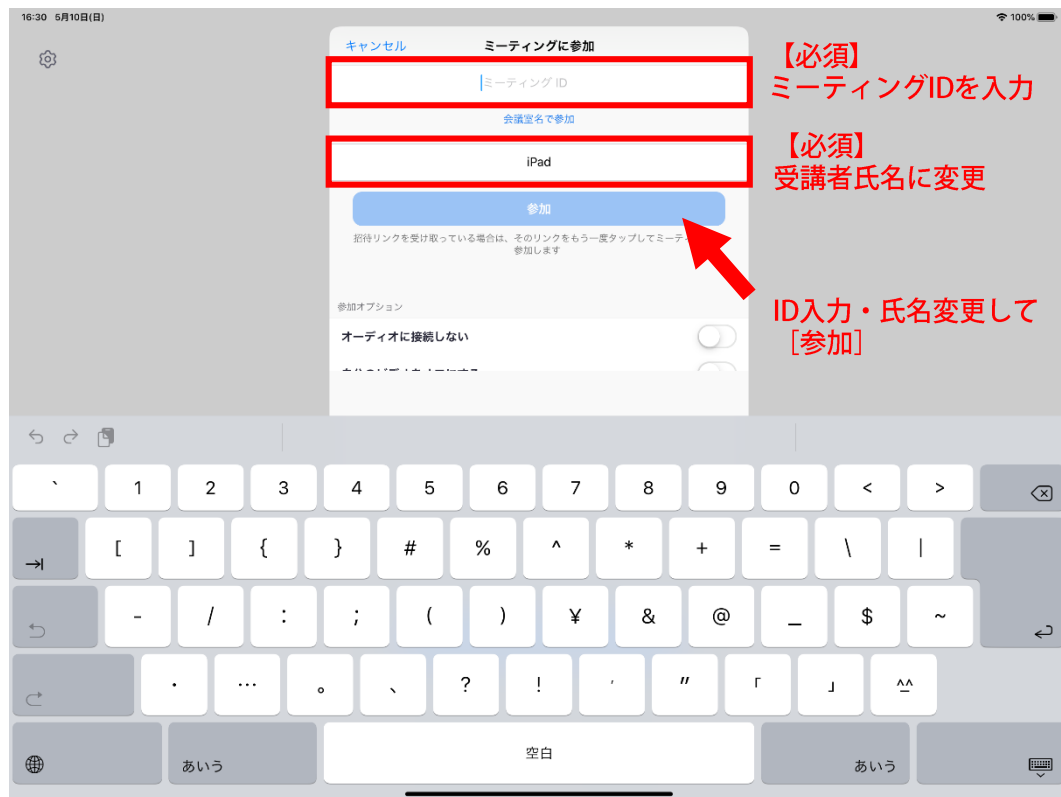 16:30 5月10日(日)
100%
キャンセル
ミーティングに参加
【必須】
ミーティングIDを入力
ミーティング ID
会議室名で参加
【必須】
受講者氏名に変更
iPad
参加
招待リンクを受け取っている場合は、そのリンクをもう一度タップしてミーテ
参加します
ID入力・氏名変更して
［参加］
参加オプション
オーディオに接続しない
` 1 2 3 4 5 6 7 8 9 0 < >
[ ] { } # % ^ * + = \ |
- / : ; ( ) ¥ & @ _ $ ~
・ … 。 、 ? ! ' " 「 」 ^^
あいう 空白 あいう